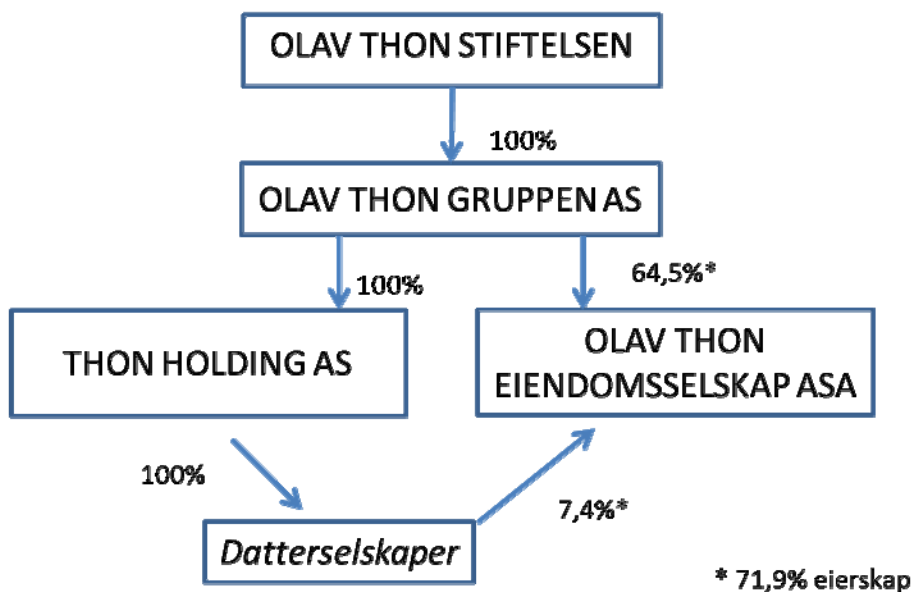 OLAV THON STIFTELSEN
100%
OLAV THON GRUPPEN AS
100%
64,5%*
THON HOLDING AS
OLAV THON
EIENDOMSSELSKAP ASA
100%
7,4%*
Datterselskaper
* 71,9% eierskap